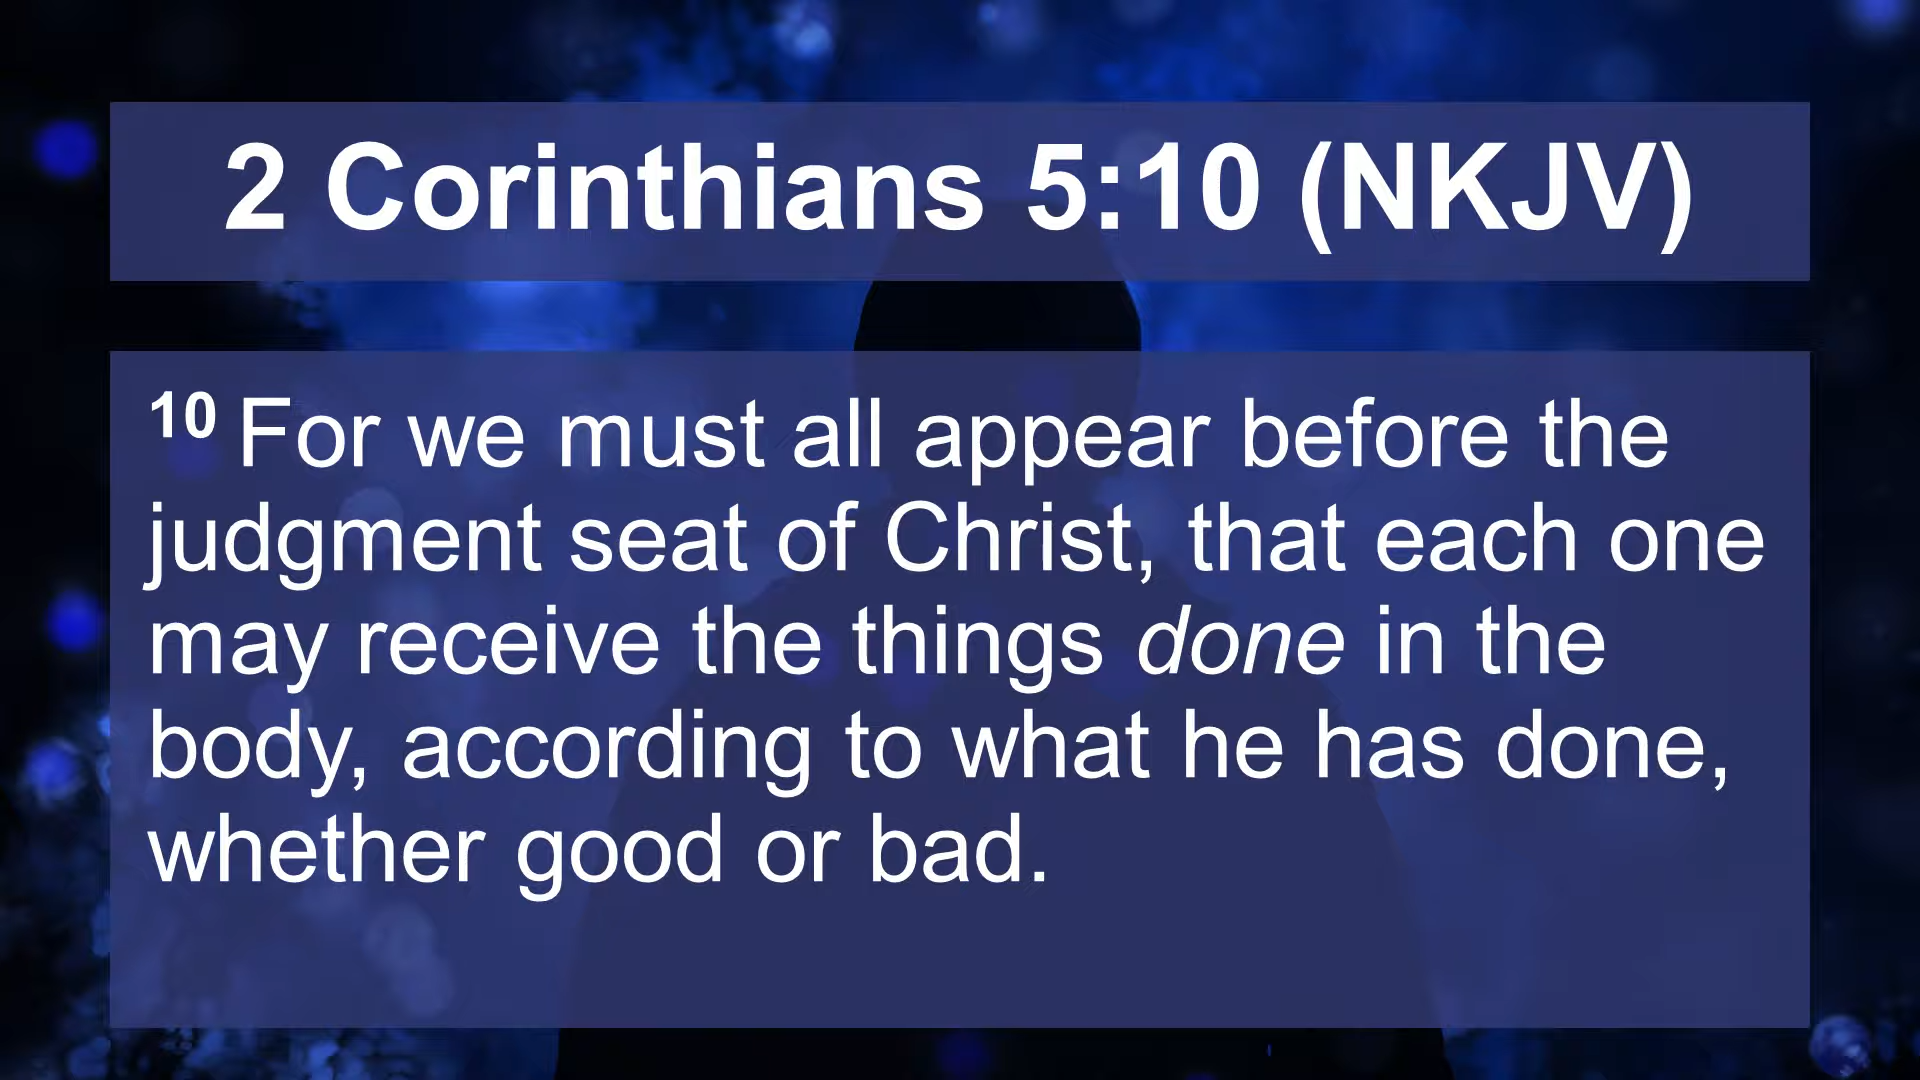 2 Corinthians 5:10 (NKJV)
10 For we must all appear before the
judgment seat of Christ, that each one
may receive the things done in the
body, according to what he has done,
whether good or bad.